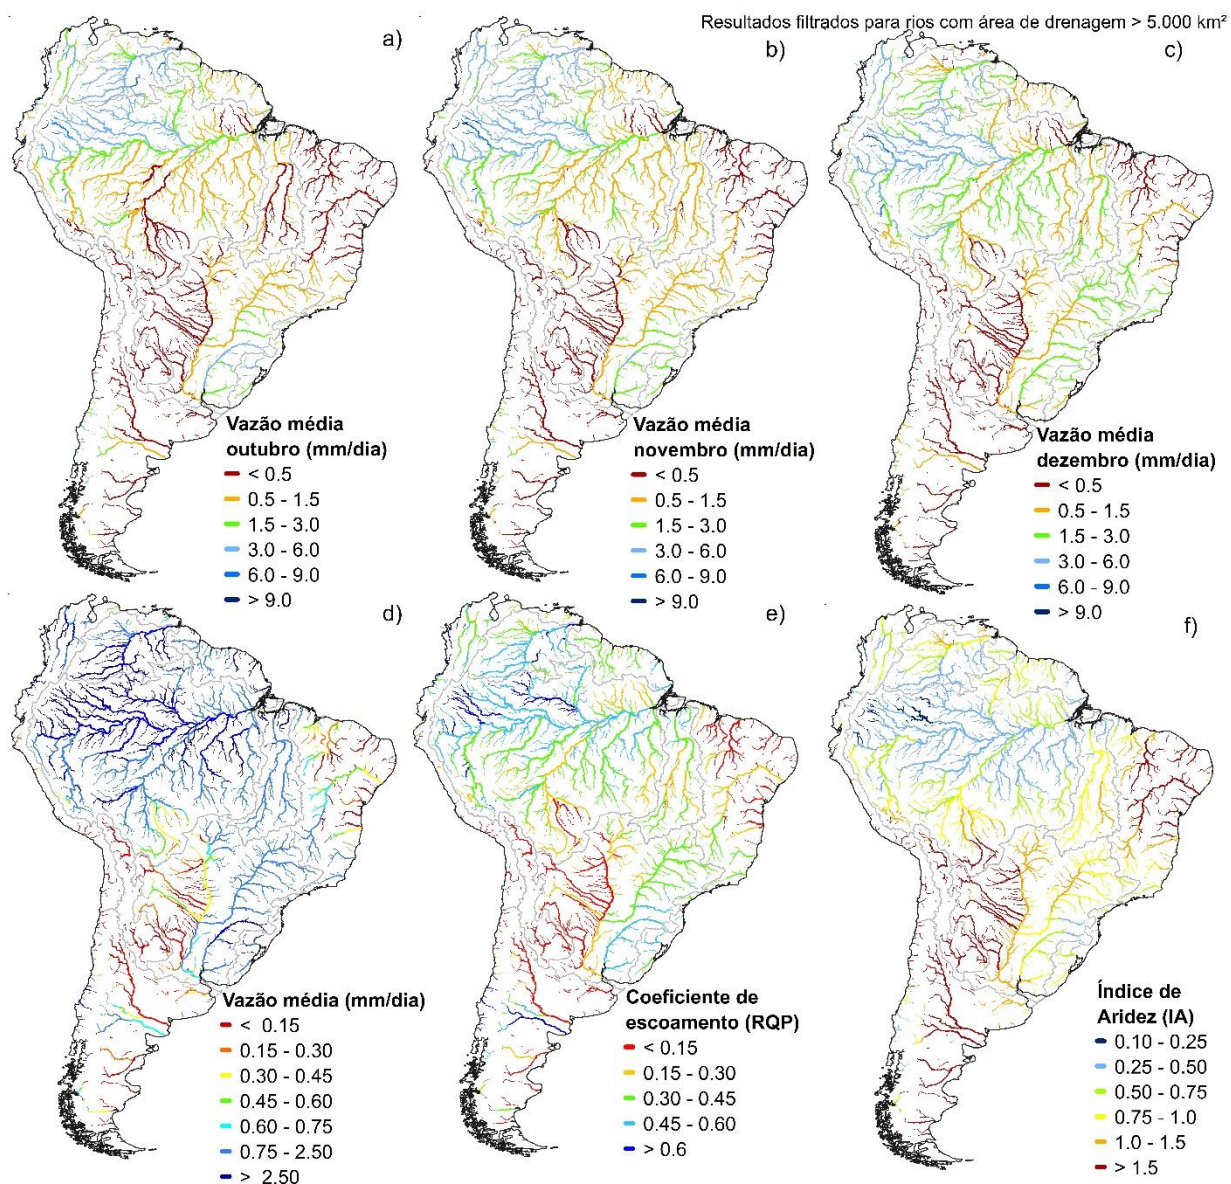 Resultados filtrados para rios com área de drenagem > 5.000 km²
a)
b)
c)
Vazão média
outubro (mm/dia)
< 0.5
0.5 - 1.5
1.5 - 3.0
3.0 - 6.0
6.0 - 9.0
> 9.0
Vazão média
novembro (mm/dia)
< 0.5
0.5 - 1.5
1.5 - 3.0
3.0 - 6.0
6.0 - 9.0
> 9.0
Vazão média
dezembro (mm/dia)
< 0.5
0.5 - 1.5
1.5 - 3.0
3.0 - 6.0
6.0 - 9.0
> 9.0
d)
e)
f)
Vazão média (mm/dia)
< 0.15
0.15 - 0.30
0.30 - 0.45
0.45 - 0.60
0.60 - 0.75
0.75 - 2.50
> 2.50
Coeficiente de
escoamento (RQP)
< 0.15
0.15 - 0.30
0.30 - 0.45
0.45 - 0.60
> 0.6
Índice de
Aridez (IA)
0.10 - 0.25
0.25 - 0.50
0.50 - 0.75
0.75 - 1.0
1.0 - 1.5
> 1.5